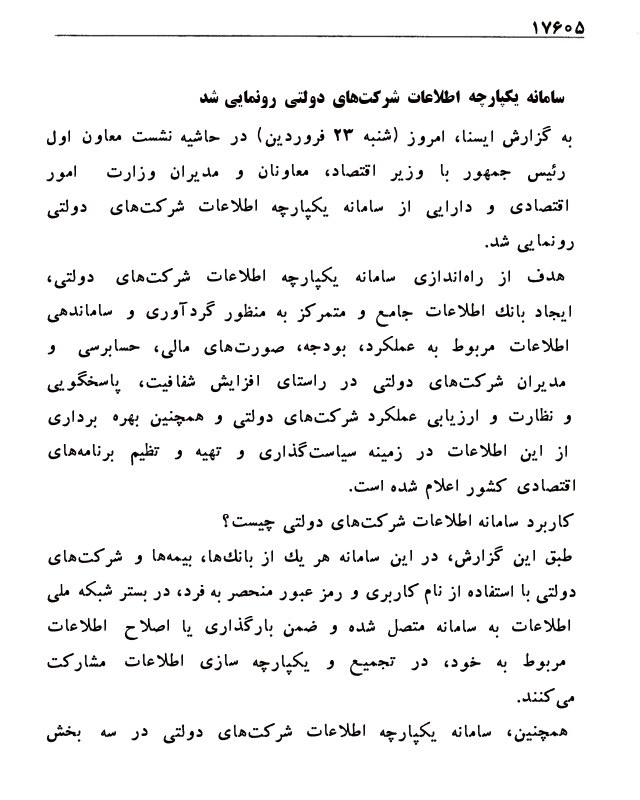 ۱۷۶۰۵
سامانه یکپارچه اطلاعات شرکت‌های دولتی رونمایی شد
به گزارش ایسنا، امروز (شنبه ۲۳ فروردین) در حاشیه نشست معاون اول
رئیس جمهور با وزیر اقتصاد، معاونان و مدیران وزارت امور
اقتصادی و دارایی از سامانه یکپارچه اطلاعات شرکت‌های دولتی
رونمایی شد.
هدف از راه‌اندازی سامانه یکپارچه اطلاعات شرکت‌های دولتی،
ایجاد بانك اطلاعات جامع و متمرکز به منظور گردآوری و ساماندهی
اطلاعات مربوط به عملکرد، بودجه، صورت‌های مالی، حسابرسی و
مدیران شرکت‌های دولتی در راستای افزایش شفافیت، پاسخگویی
و نظارت و ارزیابی عملکرد شرکت‌های دولتی و همچنین بهره برداری
از این اطلاعات در زمینه سیاست‌گذاری و تهیه و تظیم برنامه‌های
اقتصادی کشور اعلام شده است.
کاربرد سامانه اطلاعات شرکت‌های دولتی چیست؟
طبق این گزارش، در این سامانه هر یك از بانك‌ها، بیمه‌ها و شرکت‌های
دولتی با استفاده از نام کاربری و رمز عبور منحصر به فرد، در بستر شبکه ملی
اطلاعات به سامانه متصل شده و ضمن بارگذاری یا اصلاح اطلاعات
مربوط به خود، در تجمیع و یکپارچه سازی اطلاعات مشارکت
می‌کنند.
همچنین، سامانه یکپارچه اطلاعات شرکت‌های دولتی در سه بخش